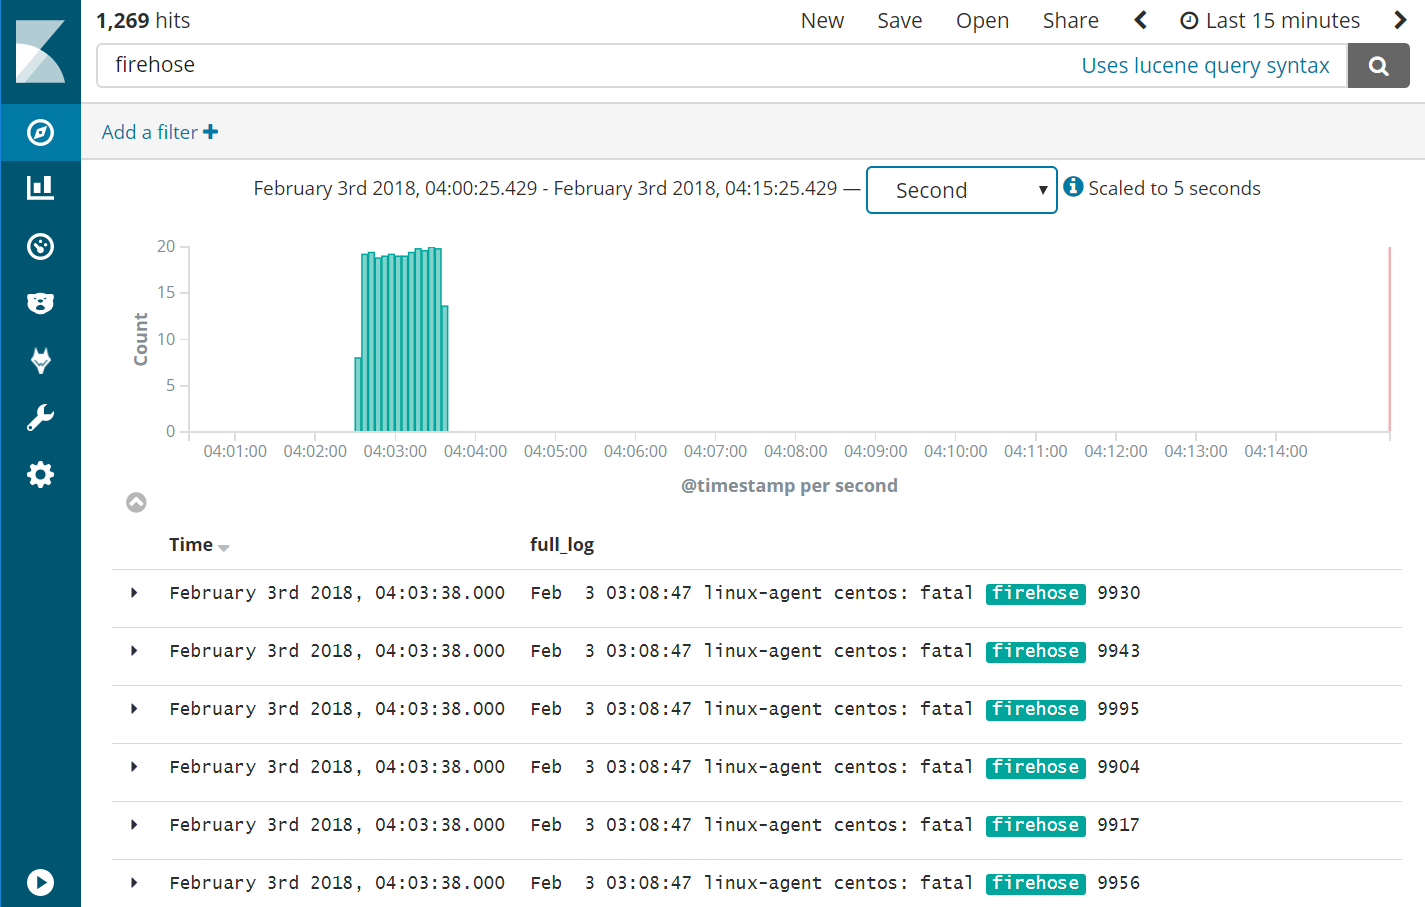 1,269 hits
New Save Open Share Last 15 minutes
firehose
Uses lucene query syntax
Add a filter
February 3rd 2018, 04:00:25.429 - February 3rd 2018, 04:15:25.429 — Second Scaled to 5 seconds
20
15
10
5
0
Count
04:01:00 04:02:00 04:03:00 04:04:00 04:05:00 04:06:00 04:07:00 04:08:00 04:09:00 04:10:00 04:11:00 04:12:00 04:13:00 04:14:00
@timestamp per second
Time full_log
February 3rd 2018, 04:03:38.000 Feb  3 03:08:47 linux-agent centos: fatal firehose 9930
February 3rd 2018, 04:03:38.000 Feb  3 03:08:47 linux-agent centos: fatal firehose 9943
February 3rd 2018, 04:03:38.000 Feb  3 03:08:47 linux-agent centos: fatal firehose 9995
February 3rd 2018, 04:03:38.000 Feb  3 03:08:47 linux-agent centos: fatal firehose 9904
February 3rd 2018, 04:03:38.000 Feb  3 03:08:47 linux-agent centos: fatal firehose 9917
February 3rd 2018, 04:03:38.000 Feb  3 03:08:47 linux-agent centos: fatal firehose 9956